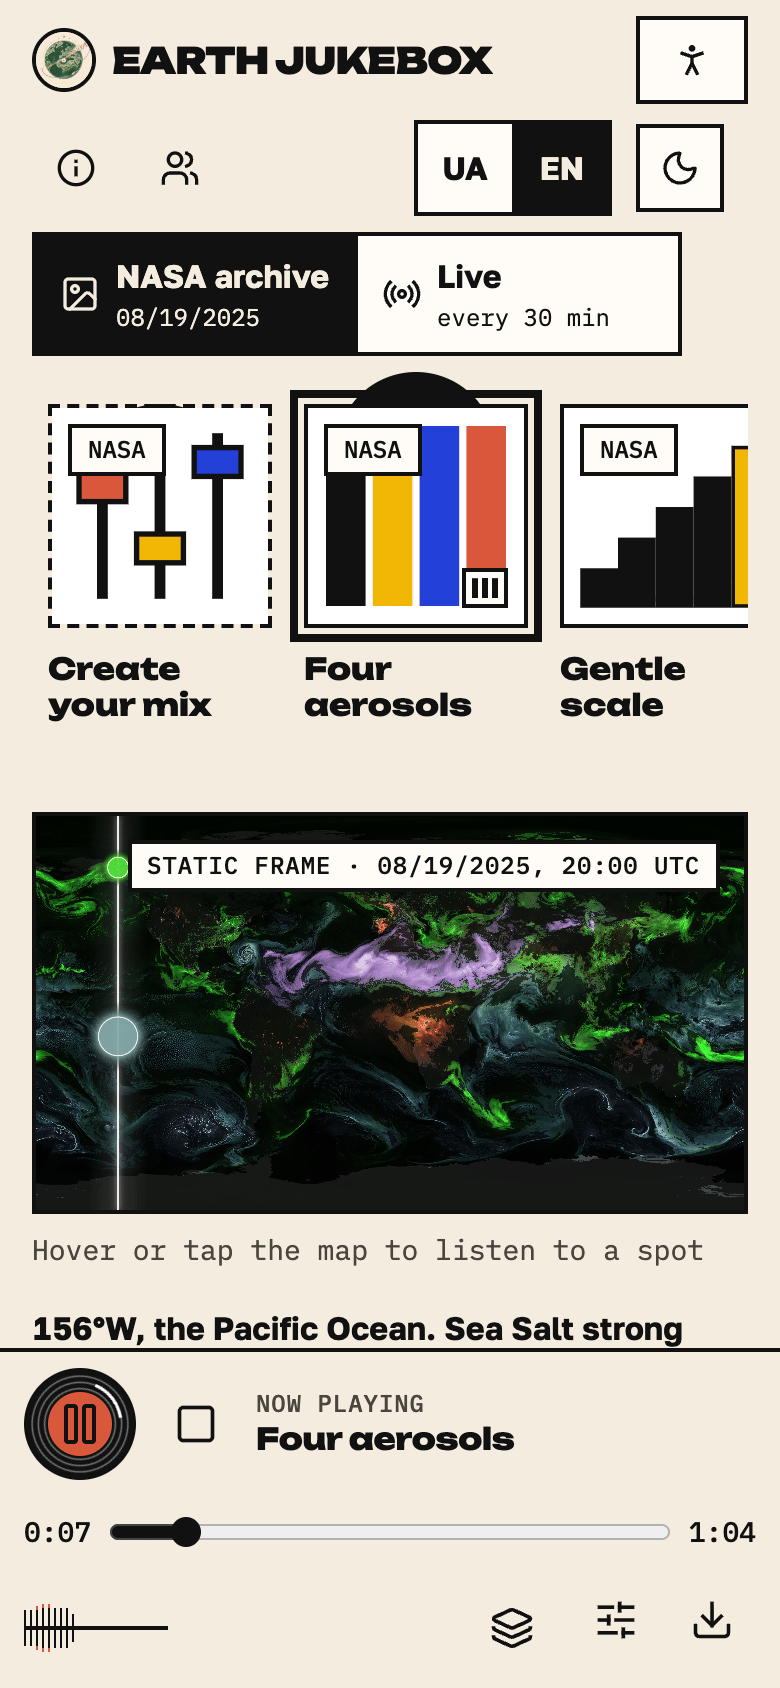 EARTH JUKEBOX
UA EN
NASA archive
08/19/2025
Live
every 30 min
NASA
Create
your mix
NASA
Four
aerosols
NASA
Gentle
scale
STATIC FRAME · 08/19/2025, 20:00 UTC
Hover or tap the map to listen to a spot
156°W, the Pacific Ocean. Sea Salt strong
NOW PLAYING
Four aerosols
0:07
1:04